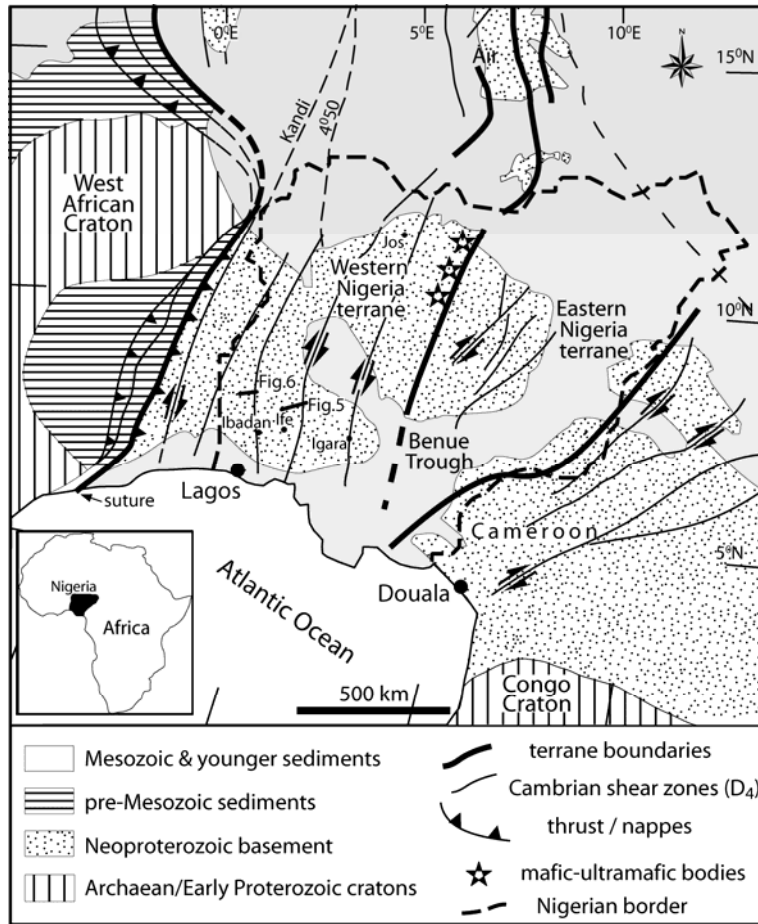 0°E
5°E
10°E
15°N
Air
Kandi
4°50
West
African
Craton
Jos
Western
Nigeria
terrane
Eastern
Nigeria
terrane
10°N
Fig.6
Fig.5
Ibadan
Ife
Igara
Benue
Trough
suture
Lagos
Cameroon
5°N
Nigeria
Africa
Atlantic Ocean
Douala
500 km
Congo
Craton
Mesozoic & younger sediments
pre-Mesozoic sediments
Neoproterozoic basement
Archaean/Early Proterozoic cratons
terrane boundaries
Cambrian shear zones (D₄)
thrust / nappes
mafic-ultramafic bodies
Nigerian border